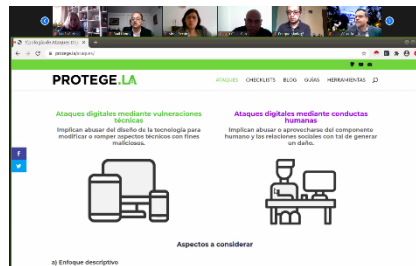 PROTEGE.LA
ATAQUES CHECKLISTS BLOG GUÍAS HERRAMIENTAS
Ataques digitales mediante vulneraciones
técnicas
Implican abusar del diseño de la tecnología para
modificar o romper aspectos técnicos con fines
maliciosos.
Ataques digitales mediante conductas
humanas
Implican abusar o aprovecharse del componente
humano y las relaciones sociales con tal de generar
un daño.
Aspectos a considerar
a) Enfoque descriptivo